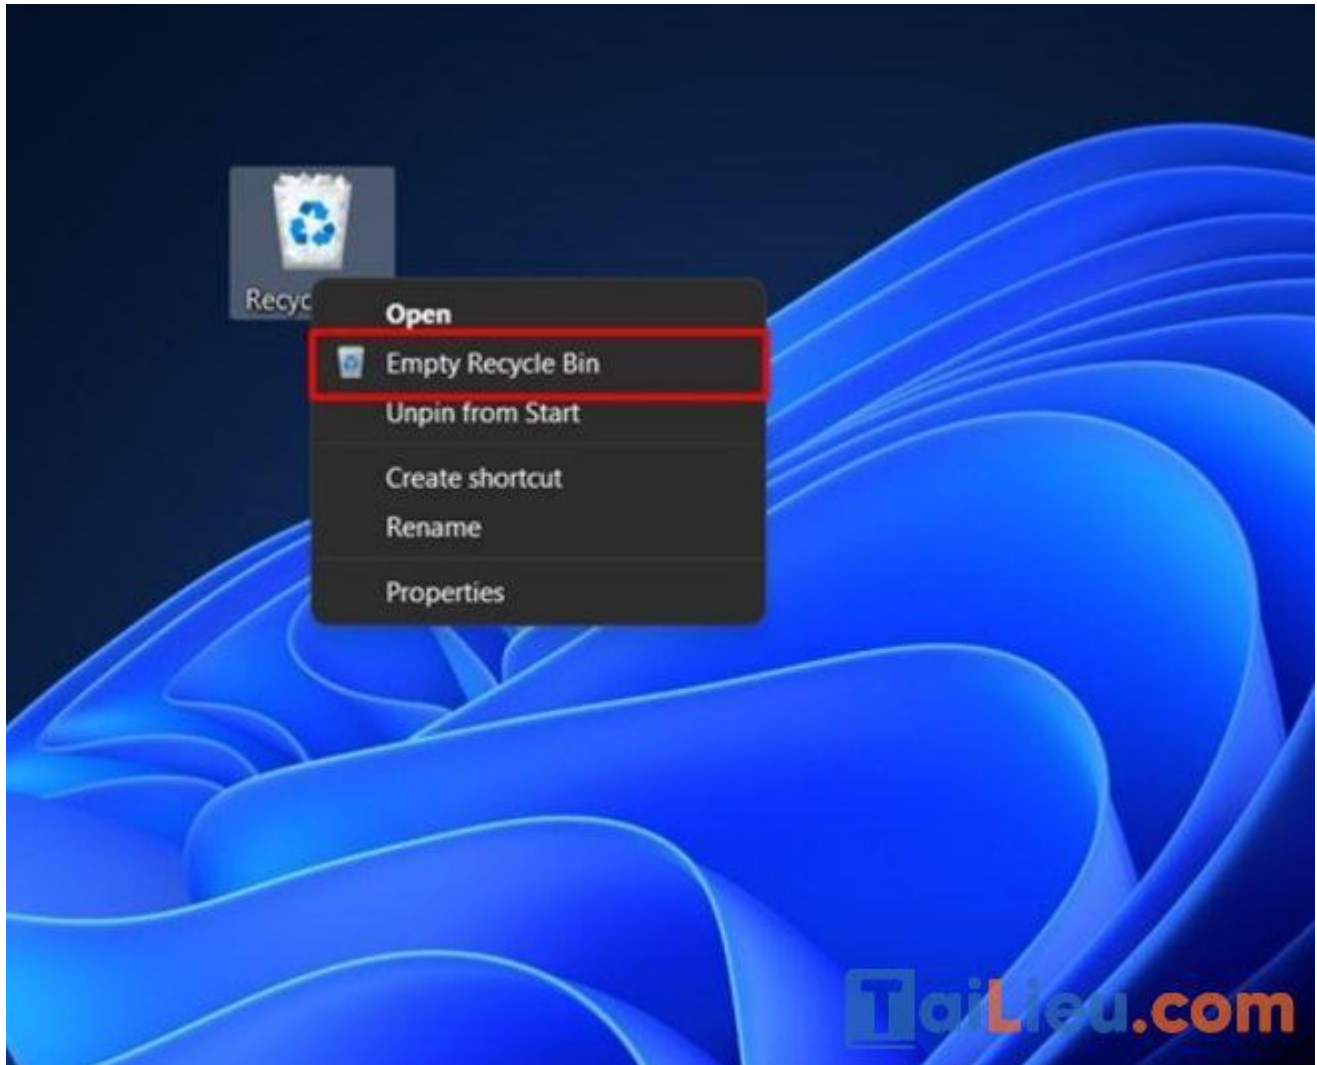 Recyc
Open
Empty Recycle Bin
Unpin from Start
Create shortcut
Rename
Properties
TaiLieu.com